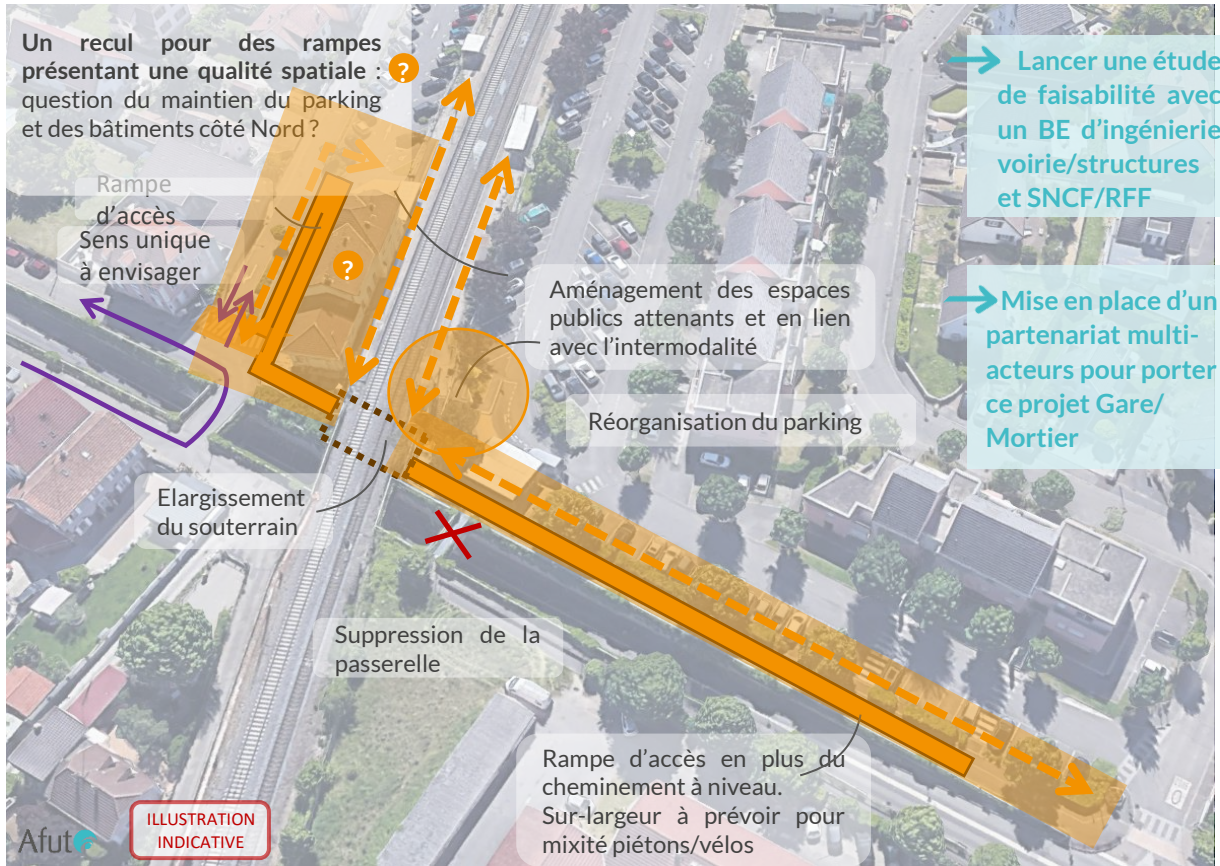 Un recul pour des rampes
présentant une qualité spatiale : ?
question du maintien du parking
et des bâtiments côté Nord ?
Rampe
d'accès
Sens unique
à envisager
?
Lancer une étude
de faisabilité avec
un BE d'ingénierie
voirie/structures
et SNCF/RFF
Mise en place d'un
partenariat multi-
acteurs pour porter
ce projet Gare/
Mortier
Aménagement des espaces
publics attenants et en lien
avec l'intermodalité
Réorganisation du parking
Elargissement
du souterrain
Suppression de la
passerelle
Rampe d'accès en plus du
cheminement à niveau.
Sur-largeur à prévoir pour
mixité piétons/vélos
Afut
ILLUSTRATION
INDICATIVE